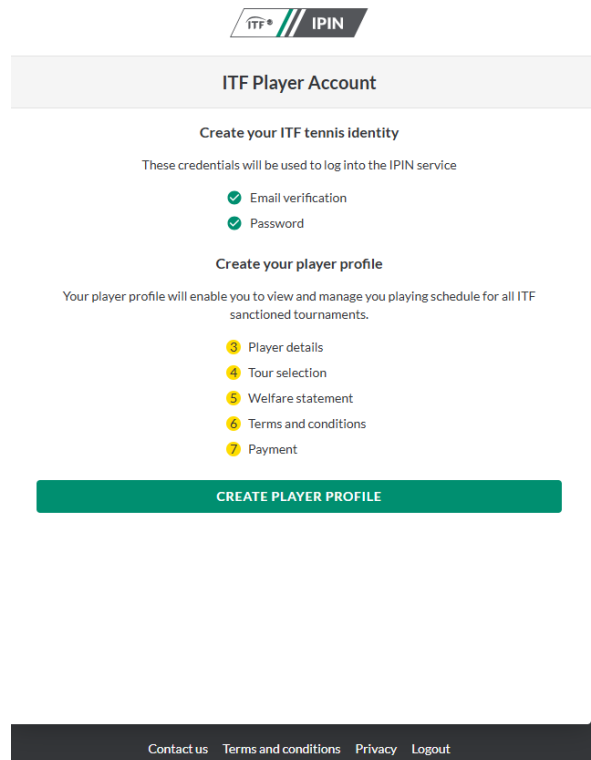 ITF® IPIN
ITF Player Account
Create your ITF tennis identity
These credentials will be used to log into the IPIN service
Email verification
Password
Create your player profile
Your player profile will enable you to view and manage you playing schedule for all ITF
sanctioned tournaments.
3 Player details
4 Tour selection
5 Welfare statement
6 Terms and conditions
7 Payment
CREATE PLAYER PROFILE
Contact us Terms and conditions Privacy Logout